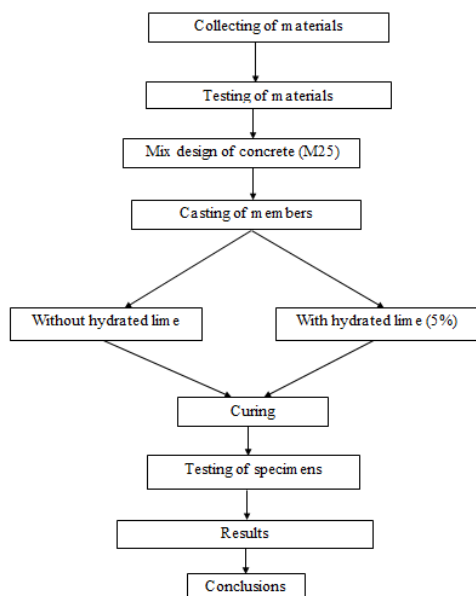 Collecting of materials
Testing of materials
Mix design of concrete (M25)
Casting of members
Without hydrated lime
With hydrated lime (5%)
Curing
Testing of specimens
Results
Conclusions